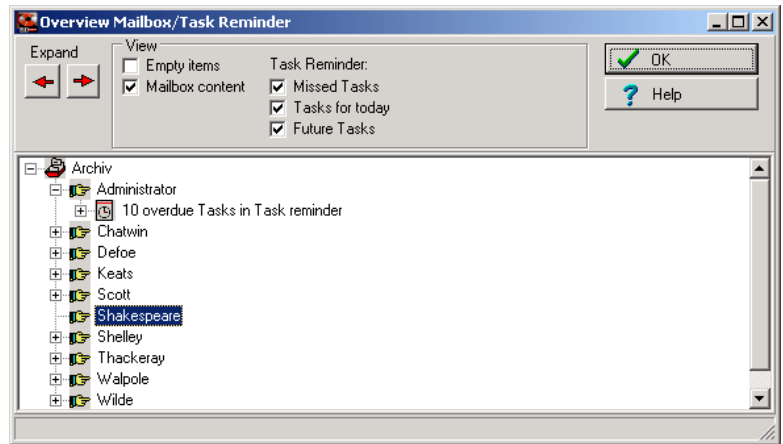 Overview Mailbox/Task Reminder
Expand
View
Empty items
Mailbox content
Task Reminder:
Missed Tasks
Tasks for today
Future Tasks
OK
? Help
Archiv
Administrator
10 overdue Tasks in Task reminder
Chatwin
Defoe
Keats
Scott
Shakespeare
Shelley
Thackeray
Walpole
Wilde